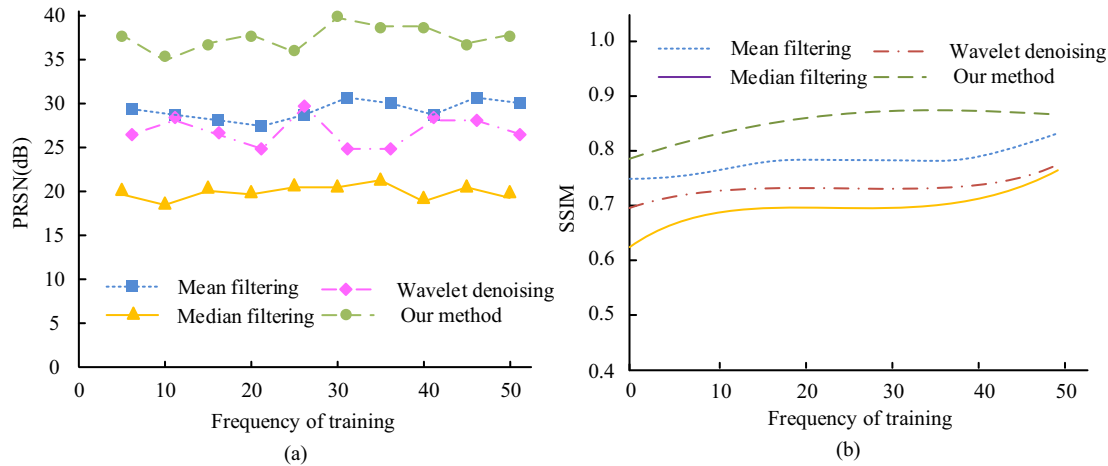 40
35
30
25
20
15
10
5
0
PRSN(dB)
Mean filtering
Wavelet denoising
Median filtering
Our method
0 10 20 30 40 50
Frequency of training
(a)
1.0
0.9
0.8
0.7
0.6
0.5
0.4
SSIM
Mean filtering
Wavelet denoising
Median filtering
Our method
0 10 20 30 40 50
Frequency of training
(b)